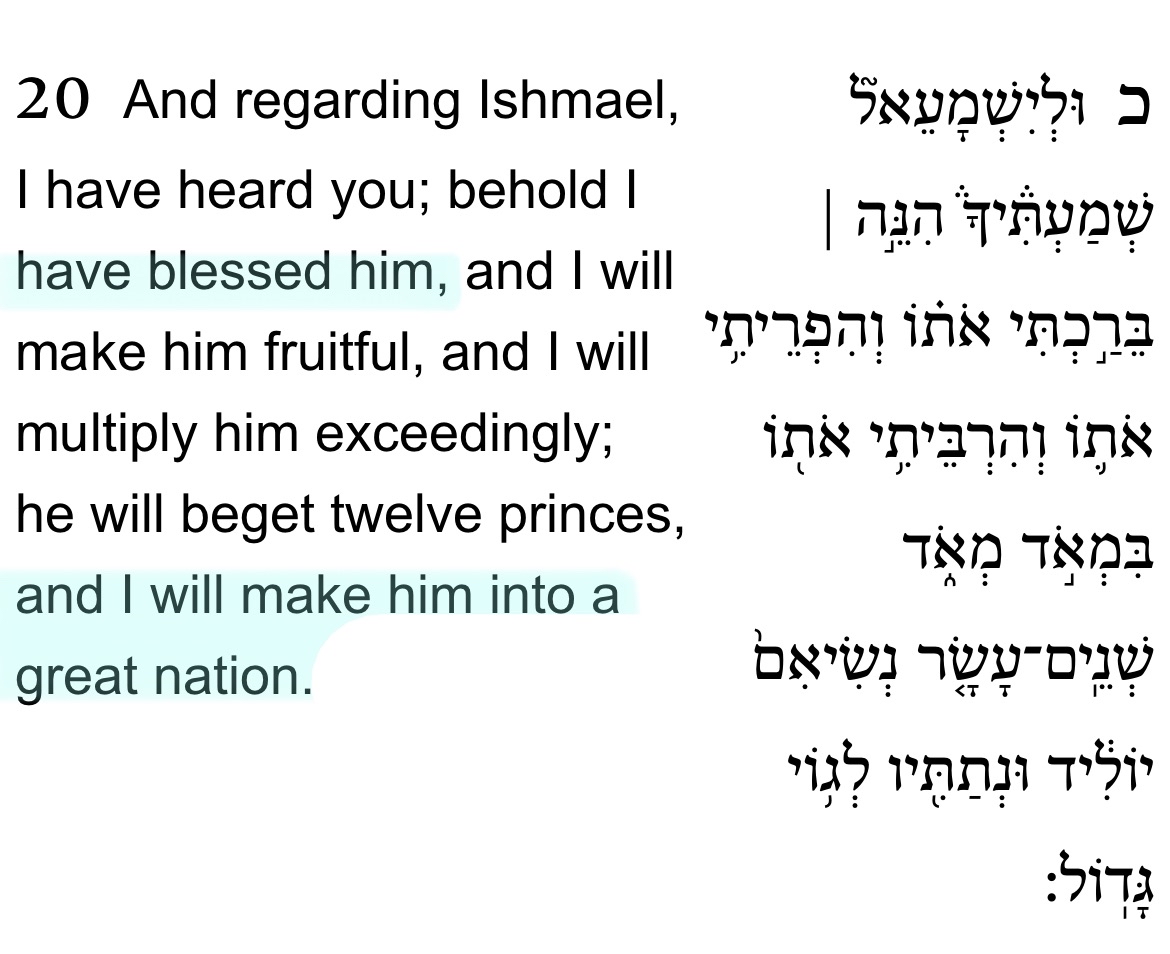 20 And regarding Ishmael,
I have heard you; behold I
have blessed him, and I will
make him fruitful, and I will
multiply him exceedingly;
he will beget twelve princes,
and I will make him into a
great nation.
כ וּלְיִשְׁמָעֵאל֮
שְׁמַעְתִּ֒יךָ֒ הִנֵּ֣ה |
בֵּרַ֣כְתִּי אֹת֗וֹ וְהִפְרֵיתִ֥י
אֹת֛וֹ וְהִרְבֵּיתִ֥י אֹת֖וֹ
בִּמְאֹ֣ד מְאֹ֑ד
שְׁנֵֽים־עָשָׂ֤ר נְשִׂיאִם֙
יוֹלִ֔יד וּנְתַתִּ֖יו לְג֥וֹי
גָּדֽוֹל: